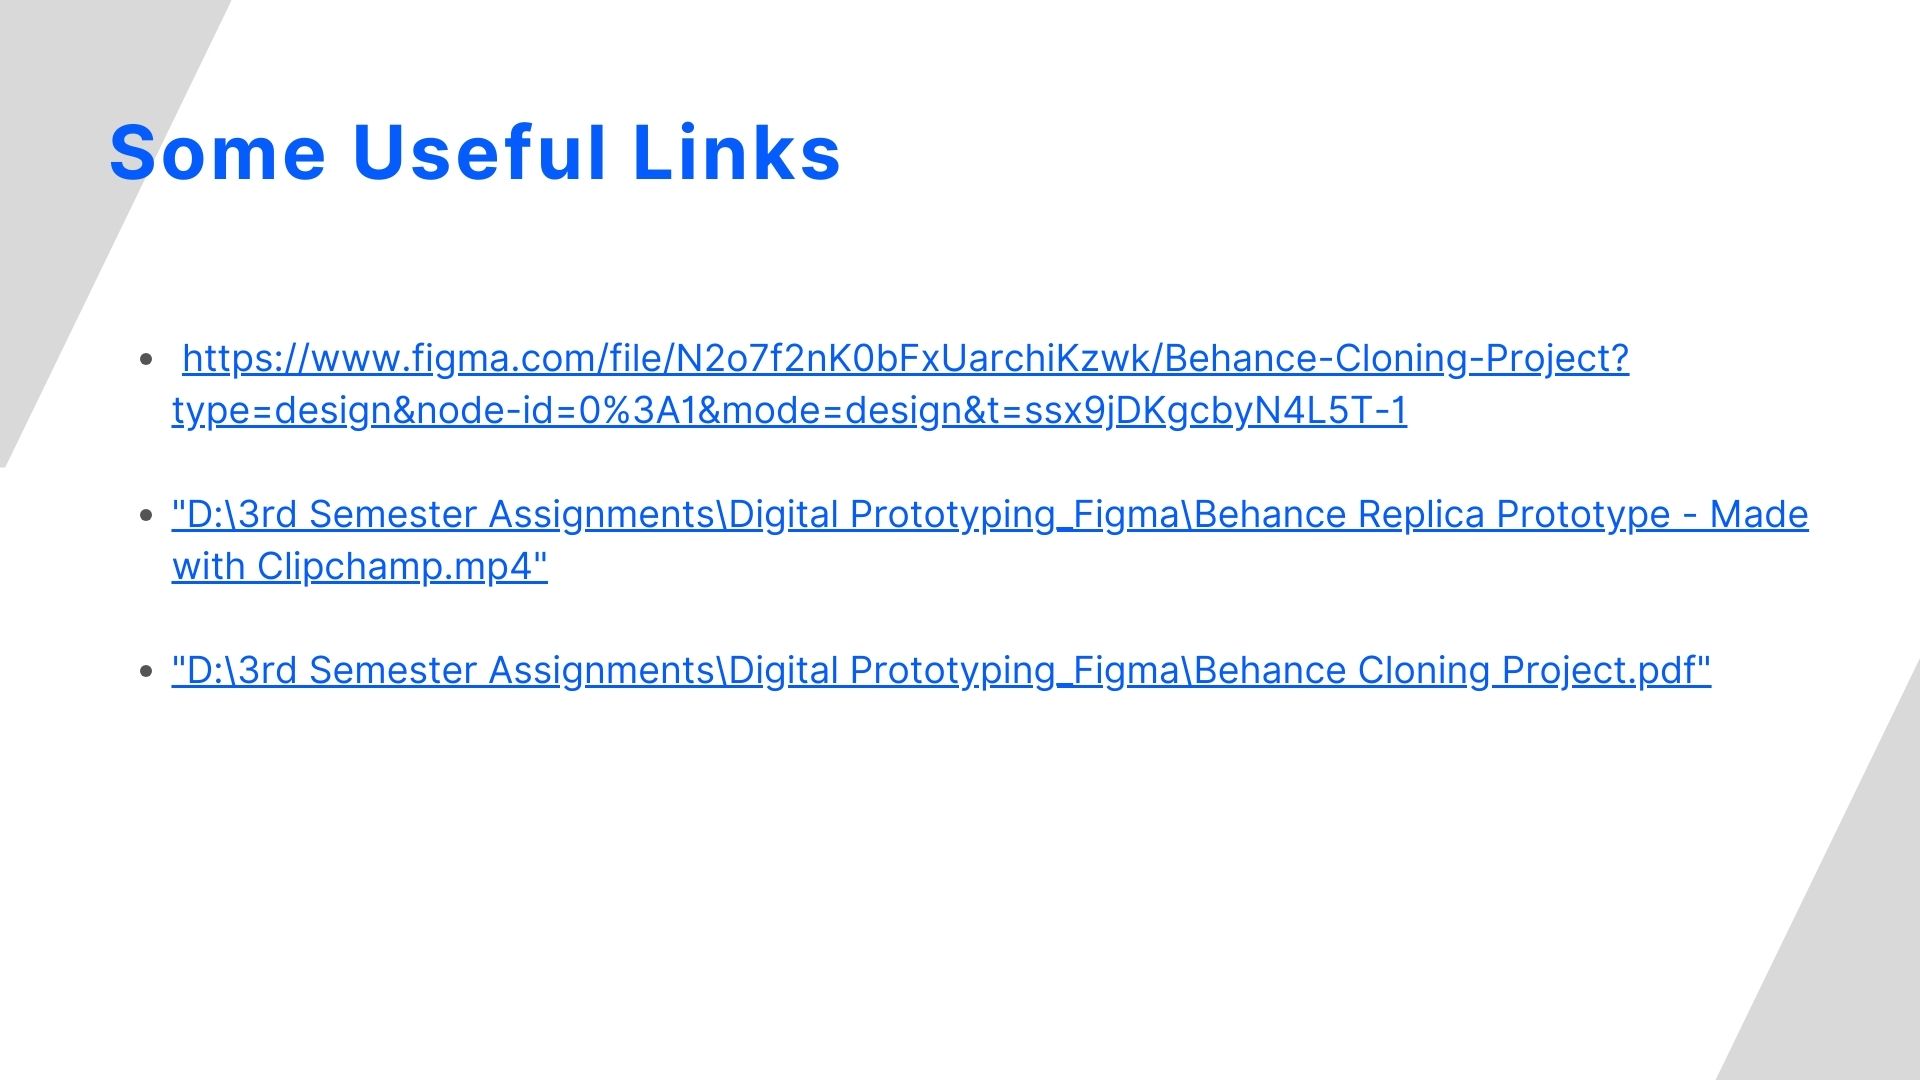 Some Useful Links
https://www.figma.com/file/N2o7f2nK0bFxUarchiKzwk/Behance-Cloning-Project?
type=design&node-id=0%3A1&mode=design&t=ssx9jDKgcbyN4L5T-1
"D:\3rd Semester Assignments\Digital Prototyping_Figma\Behance Replica Prototype - Made
with Clipchamp.mp4"
"D:\3rd Semester Assignments\Digital Prototyping_Figma\Behance Cloning Project.pdf"